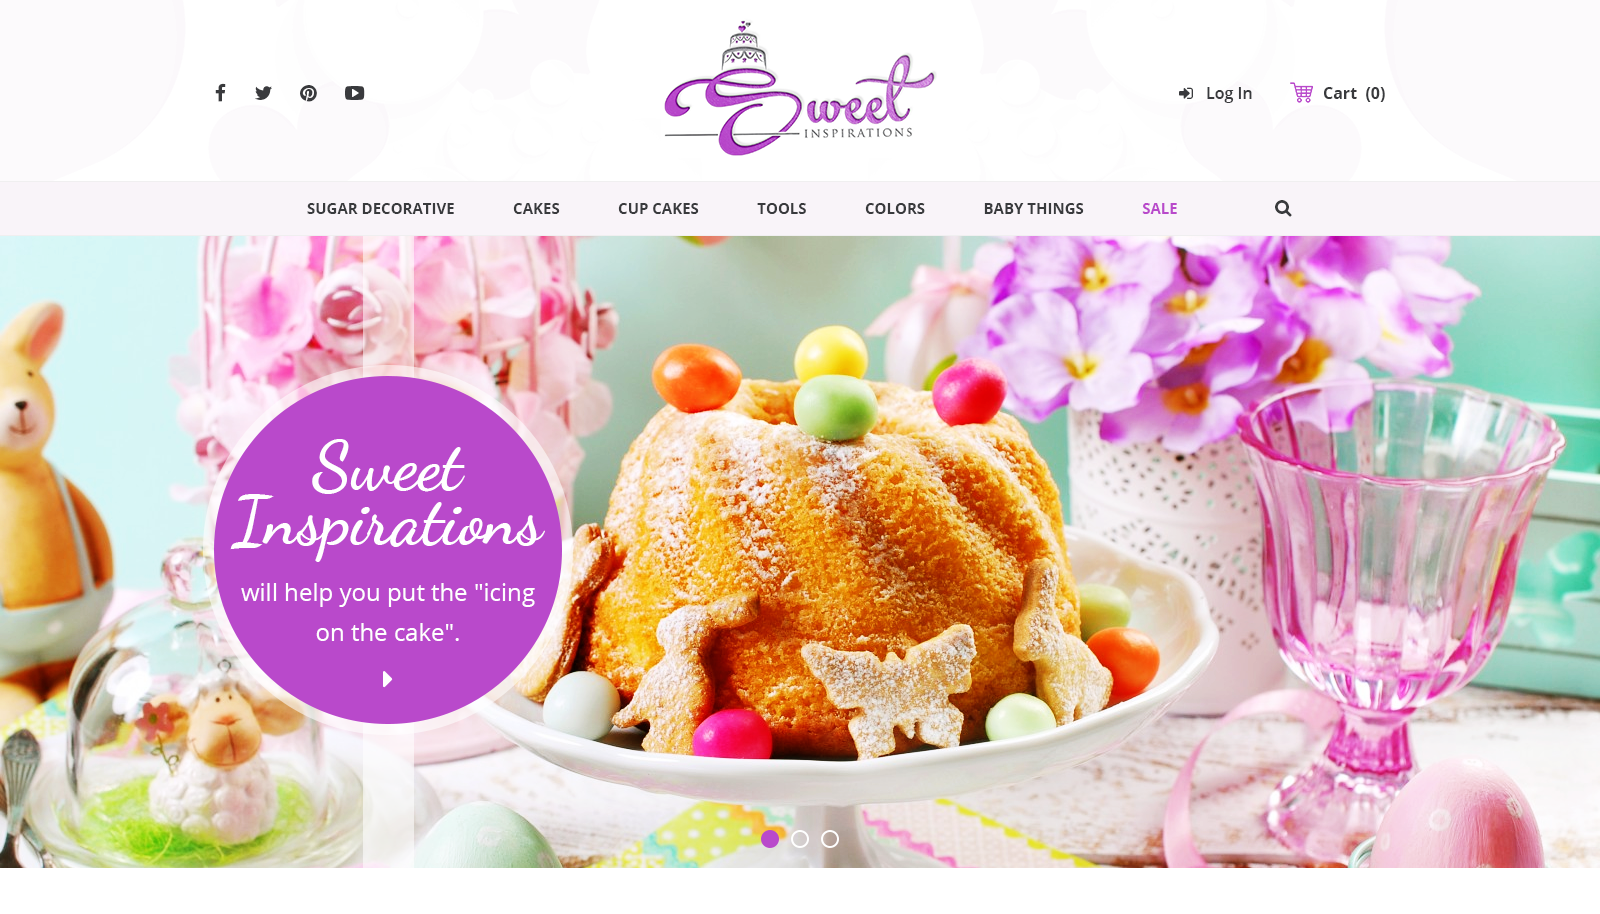 Sweet
INSPIRATIONS
Log In
Cart (0)
SUGAR DECORATIVE
CAKES
CUP CAKES
TOOLS
COLORS
BABY THINGS
SALE
Sweet
Inspirations
will help you put the "icing
on the cake".